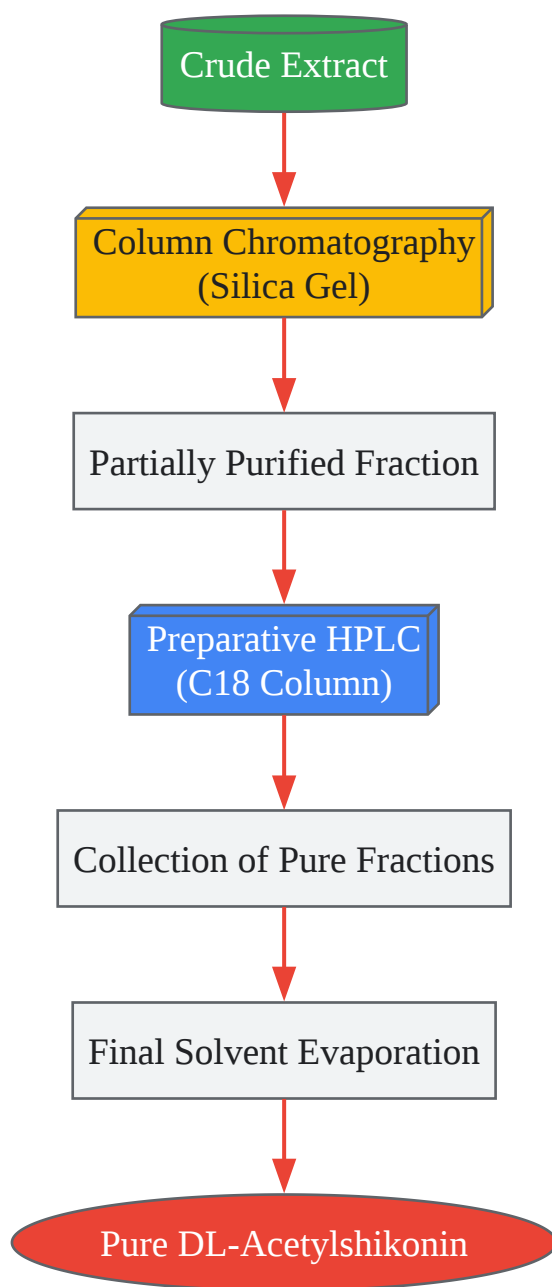 Crude Extract
Column Chromatography
(Silica Gel)
Partially Purified Fraction
Preparative HPLC
(C18 Column)
Collection of Pure Fractions
Final Solvent Evaporation
Pure DL-Acetylshikonin